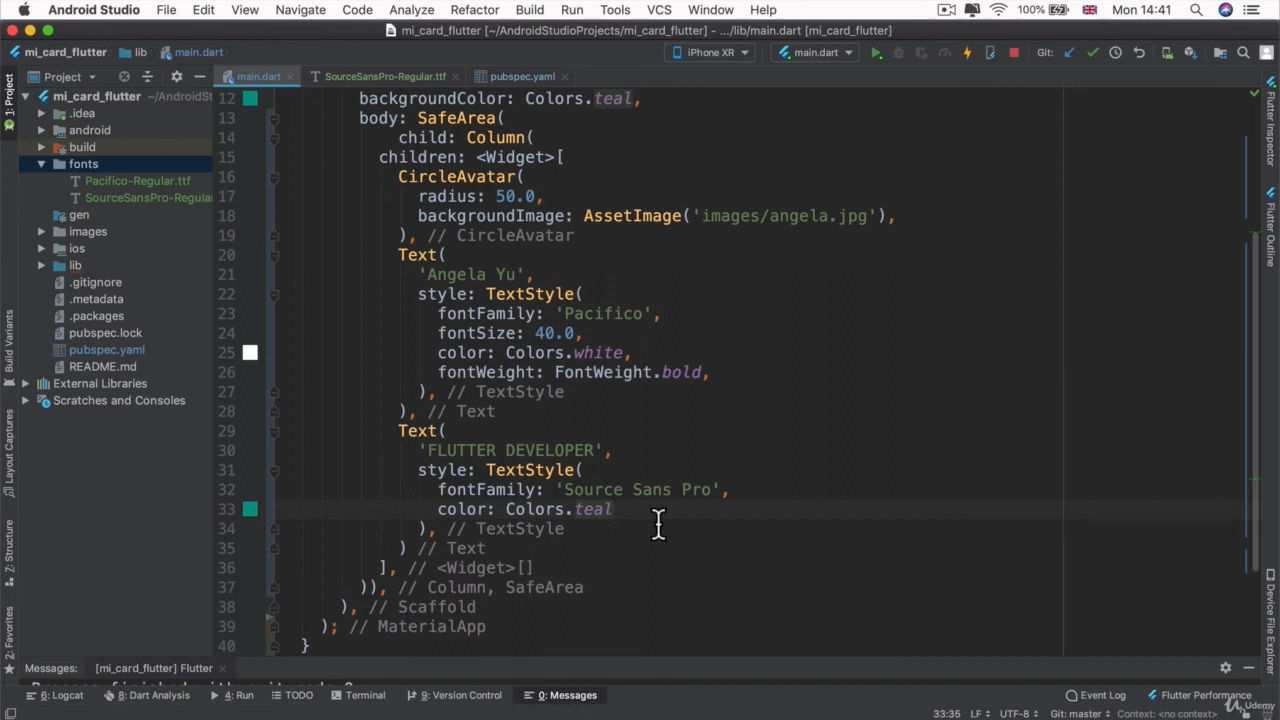 Android Studio File Edit View Navigate Code Analyze Refactor Build Run Tools VCS Window Help 100% Mon 14:41
mi_card_flutter [~/AndroidStudioProjects/mi_card_flutter] - .../lib/main.dart [mi_card_flutter]
mi_card_flutter lib main.dart iPhone XR main.dart Git:
Project main.dart SourceSansPro-Regular.ttf pubspec.yaml
1: Project
Build Variants
Layout Captures
Z: Structure
2: Favorites
mi_card_flutter ~/AndroidSt
.idea
android
build
fonts
Pacifico-Regular.ttf
SourceSansPro-Regular
gen
images
ios
lib
.gitignore
.metadata
.packages
pubspec.lock
pubspec.yaml
README.md
External Libraries
Scratches and Consoles
12 backgroundColor: Colors.teal,
13 body: SafeArea(
14 child: Column(
15 children: <Widget>[
16 CircleAvatar(
17 radius: 50.0,
18 backgroundImage: AssetImage('images/angela.jpg'),
19 ), // CircleAvatar
20 Text(
21 'Angela Yu',
22 style: TextStyle(
23 fontFamily: 'Pacifico',
24 fontSize: 40.0,
25 color: Colors.white,
26 fontWeight: FontWeight.bold,
27 ), // TextStyle
28 ), // Text
29 Text(
30 'FLUTTER DEVELOPER',
31 style: TextStyle(
32 fontFamily: 'Source Sans Pro',
33 color: Colors.teal
34 ), // TextStyle
35 ) // Text
36 ], // <Widget>[]
37 )), // Column, SafeArea
38 ), // Scaffold
39 ); // MaterialApp
40 }
Flutter Inspector
Flutter Outline
Device File Explorer
Messages: [mi_card_flutter] Flutter
6: Logcat 8: Dart Analysis 4: Run TODO Terminal 9: Version Control 0: Messages Event Log Flutter Performance
33:35 LF UTF-8 Git: master Context: <no context>
Udemy